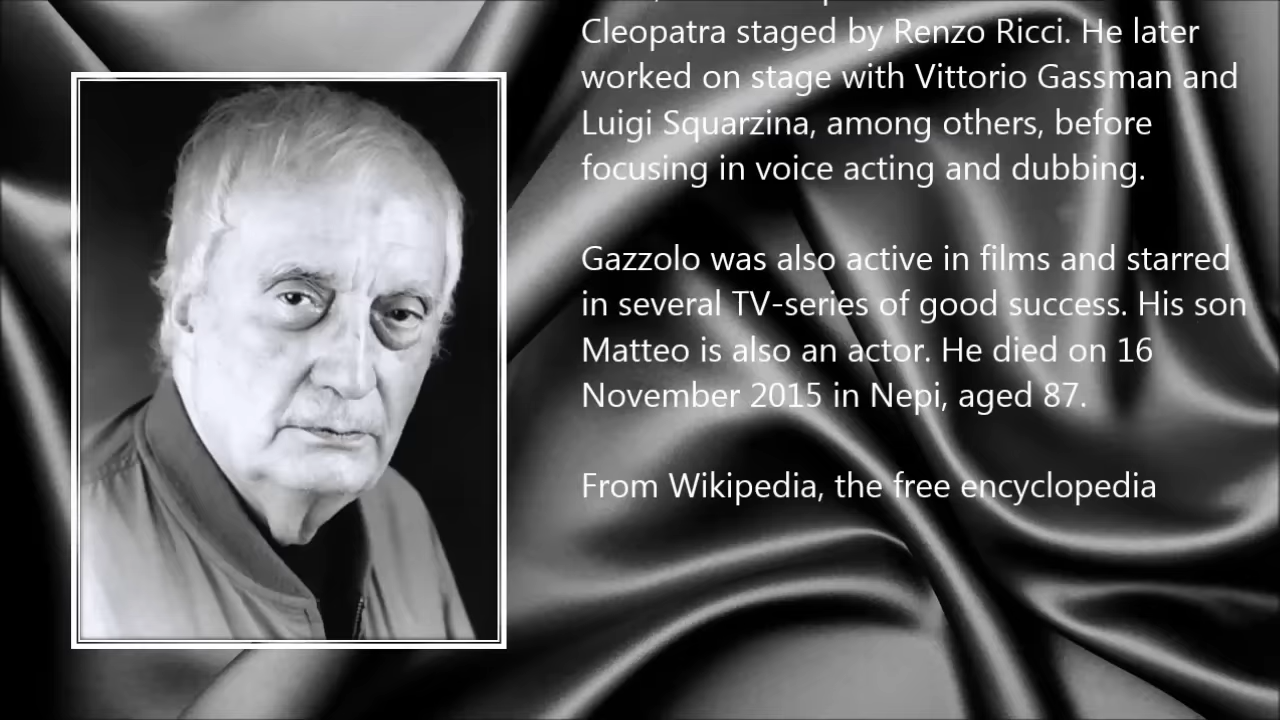 Cleopatra staged by Renzo Ricci. He later
worked on stage with Vittorio Gassman and
Luigi Squarzina, among others, before
focusing in voice acting and dubbing.
Gazzolo was also active in films and starred
in several TV-series of good success. His son
Matteo is also an actor. He died on 16
November 2015 in Nepi, aged 87.
From Wikipedia, the free encyclopedia